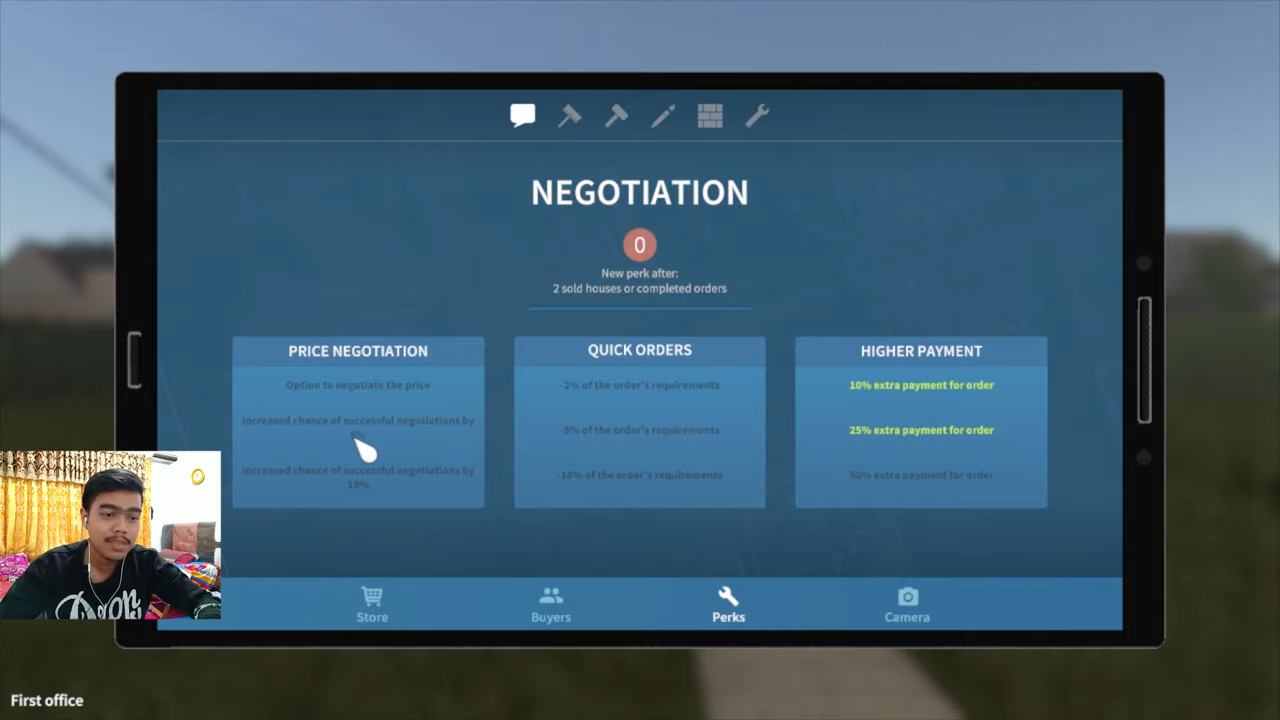 NEGOTIATION
0
New perk after:
2 sold houses or completed orders
PRICE NEGOTIATION
Option to negotiate the price
Increased chance of successful negotiations by
5%
Increased chance of successful negotiations by
15%
QUICK ORDERS
-2% of the order's requirements
5% of the order's requirements
-10% of the order's requirements
HIGHER PAYMENT
10% extra payment for order
25% extra payment for order
50% extra payment for order
Store
Buyers
Perks
Camera
First office